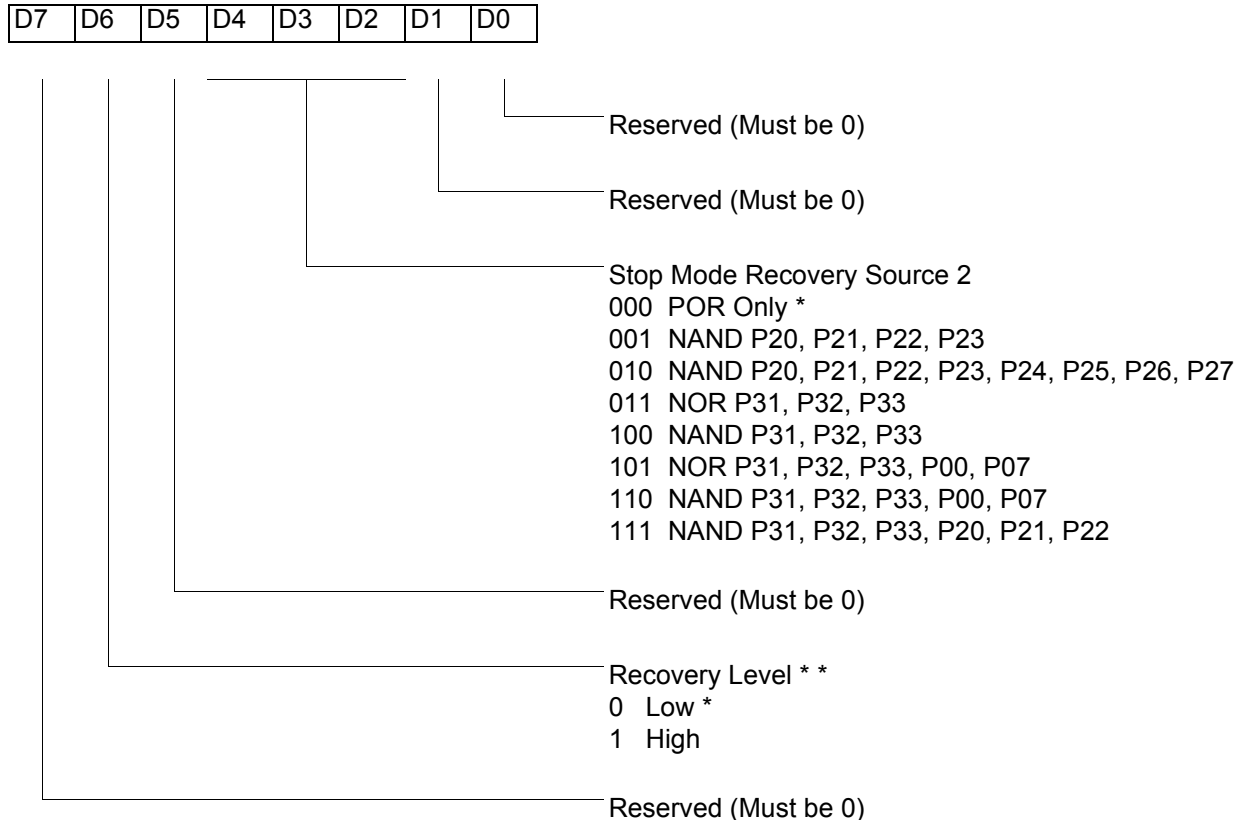 D7 D6 D5 D4 D3 D2 D1 D0
Reserved (Must be 0)
Reserved (Must be 0)
Stop Mode Recovery Source 2
000 POR Only *
001 NAND P20, P21, P22, P23
010 NAND P20, P21, P22, P23, P24, P25, P26, P27
011 NOR P31, P32, P33
100 NAND P31, P32, P33
101 NOR P31, P32, P33, P00, P07
110 NAND P31, P32, P33, P00, P07
111 NAND P31, P32, P33, P20, P21, P22
Reserved (Must be 0)
Recovery Level * *
0 Low *
1 High
Reserved (Must be 0)